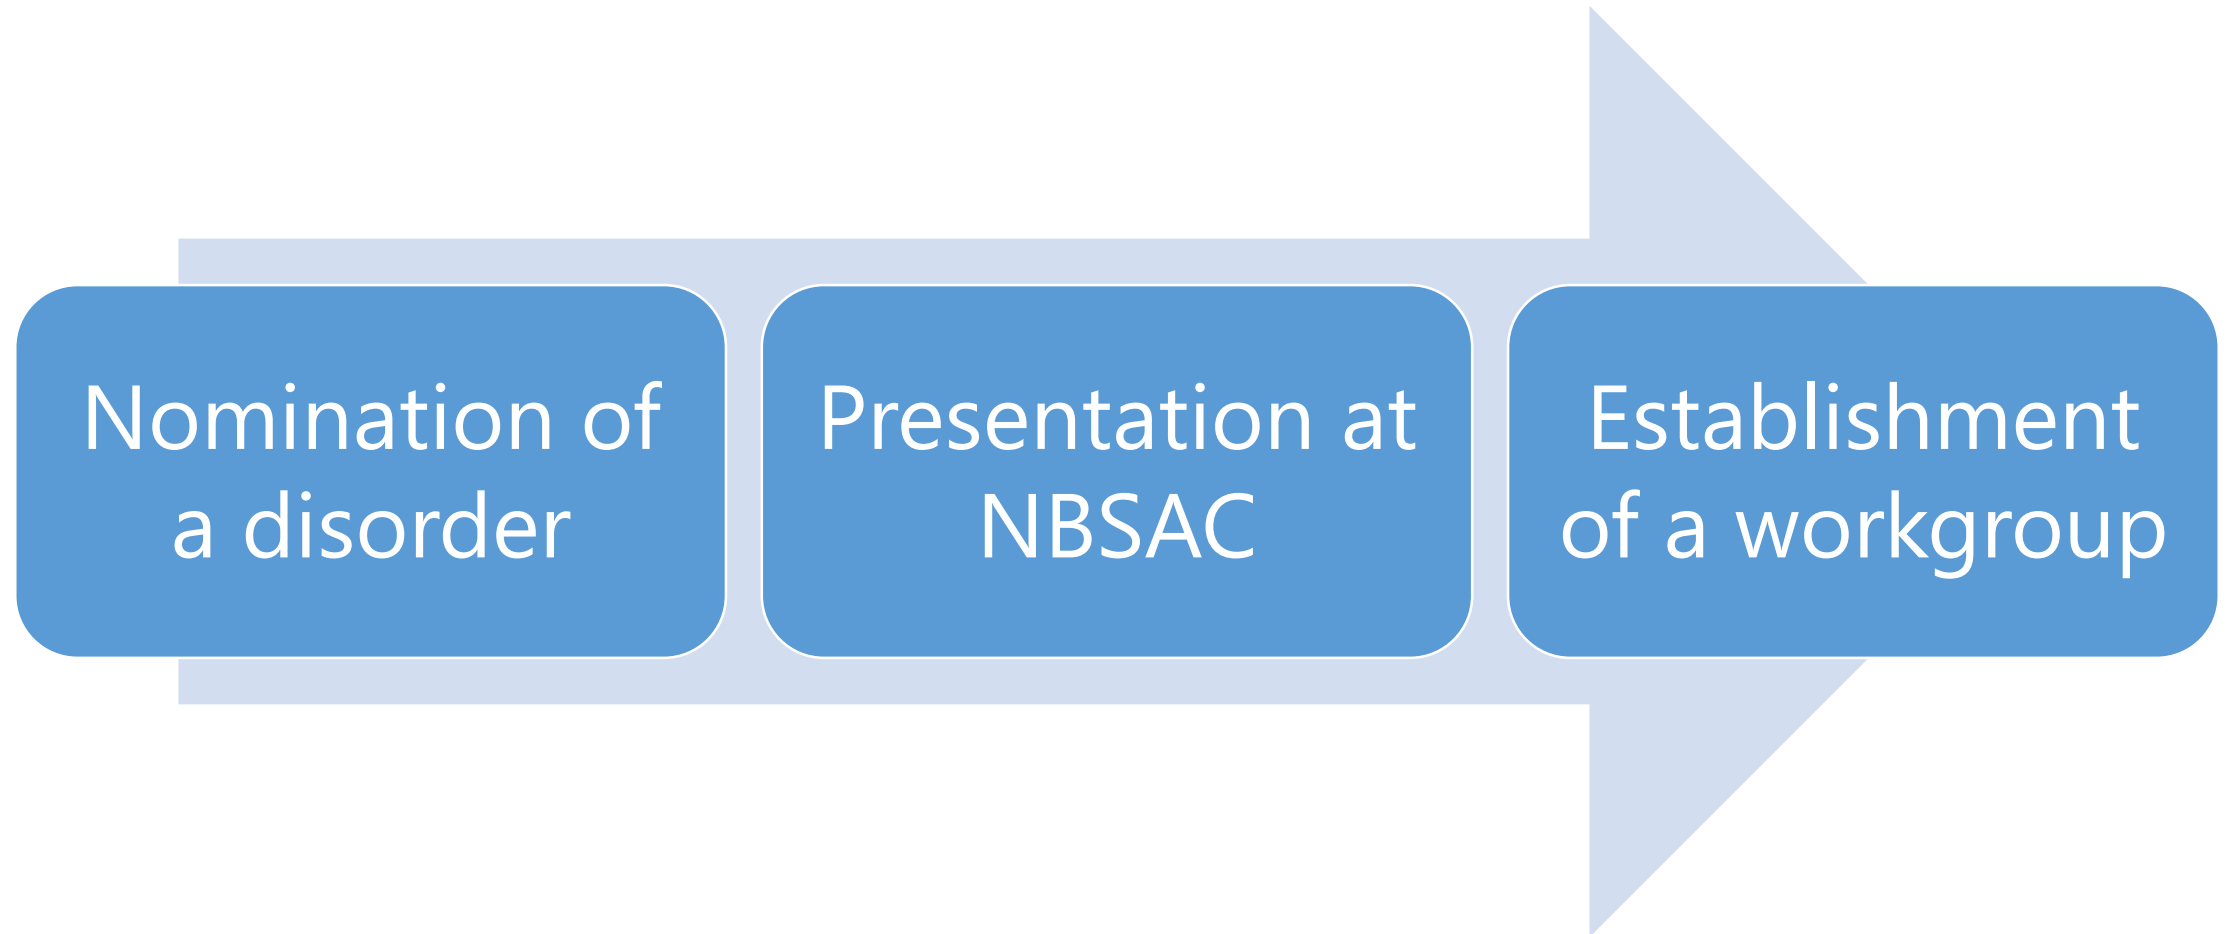 Nomination of
a disorder
Presentation at
NBSAC
Establishment
of a workgroup